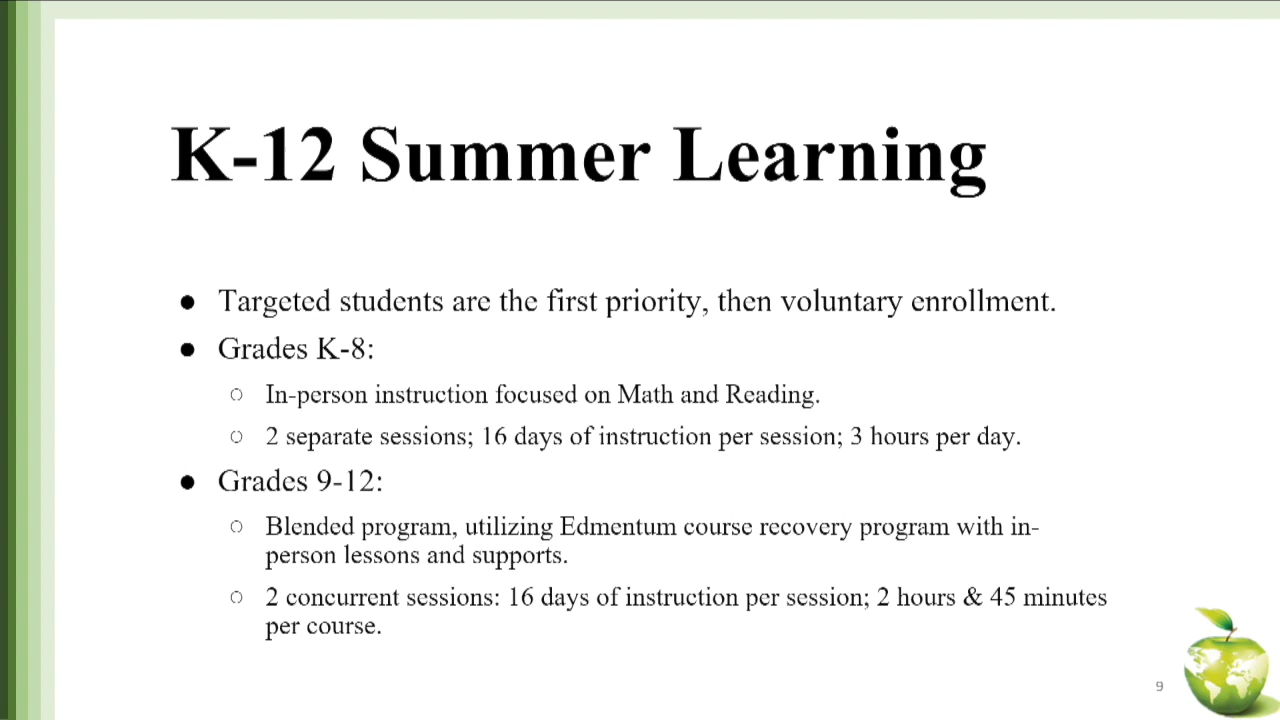 K-12 Summer Learning
● Targeted students are the first priority, then voluntary enrollment.
● Grades K-8:
○ In-person instruction focused on Math and Reading.
○ 2 separate sessions; 16 days of instruction per session; 3 hours per day.
● Grades 9-12:
○ Blended program, utilizing Edmentum course recovery program with in-
person lessons and supports.
○ 2 concurrent sessions: 16 days of instruction per session; 2 hours & 45 minutes
per course.
9